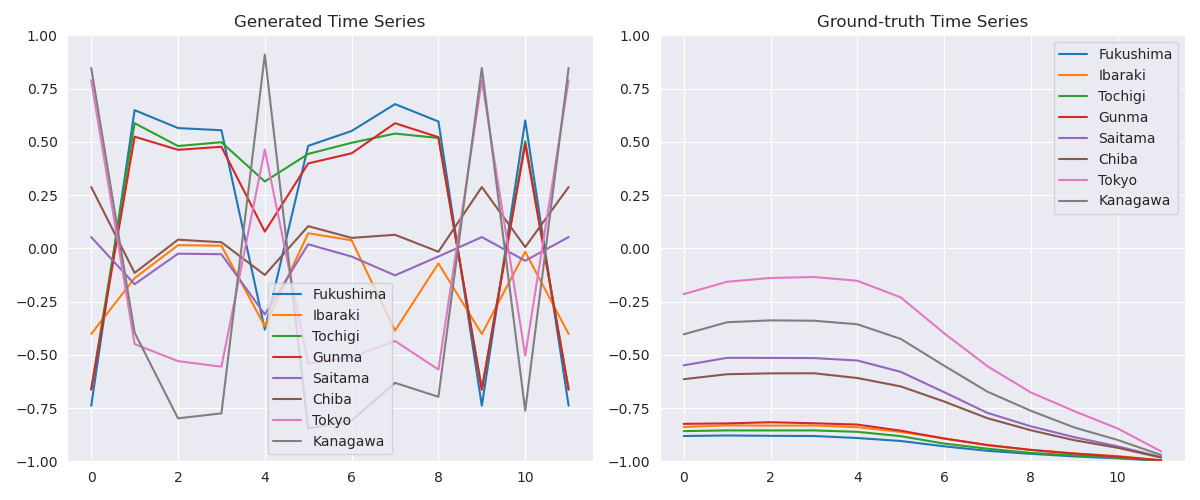 Generated Time Series
1.00
0.75
0.50
0.25
0.00
−0.25
−0.50
−0.75
−1.00
0 2 4 6 8 10
Fukushima
Ibaraki
Tochigi
Gunma
Saitama
Chiba
Tokyo
Kanagawa
Ground-truth Time Series
1.00
0.75
0.50
0.25
0.00
−0.25
−0.50
−0.75
−1.00
0 2 4 6 8 10
Fukushima
Ibaraki
Tochigi
Gunma
Saitama
Chiba
Tokyo
Kanagawa